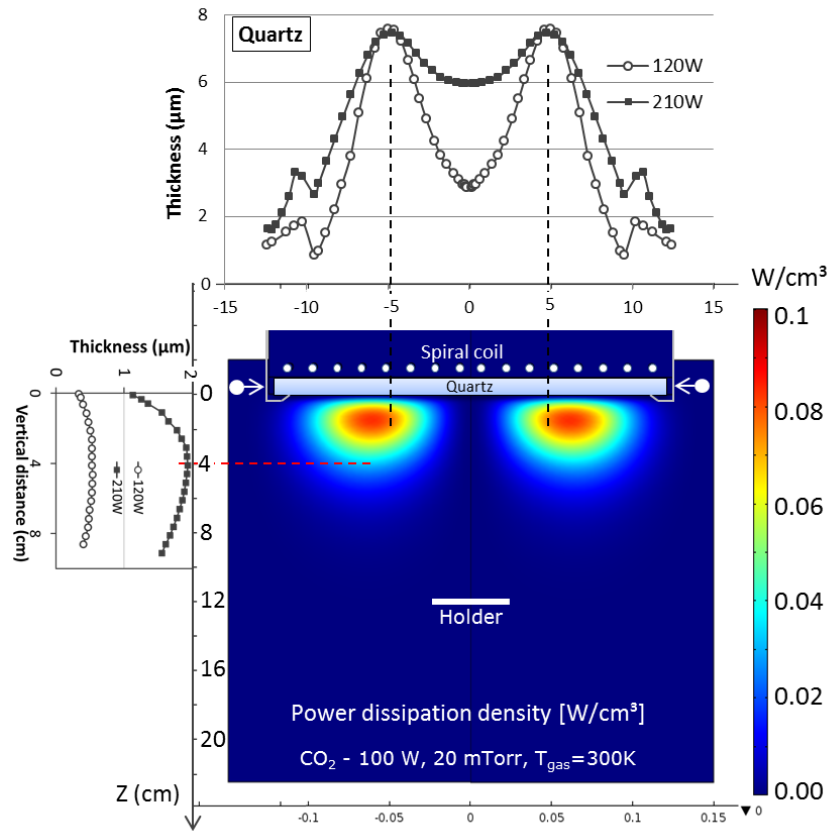 8
6
4
2
0
Thickness (µm)
Quartz
120W
210W
-15
-10
-5
0
5
10
15
W/cm³
0.1
0.08
0.06
0.04
0.02
0.00
Thickness (µm)
0
1
2
0
4
8
Vertical distance (cm)
120W
210W
0
4
8
12
16
20
Z (cm)
Spiral coil
Quartz
Holder
Power dissipation density [W/cm³]
CO₂ - 100 W, 20 mTorr, Tgas=300K
-0.1
-0.05
0
0.05
0.1
0.15
▼ 0